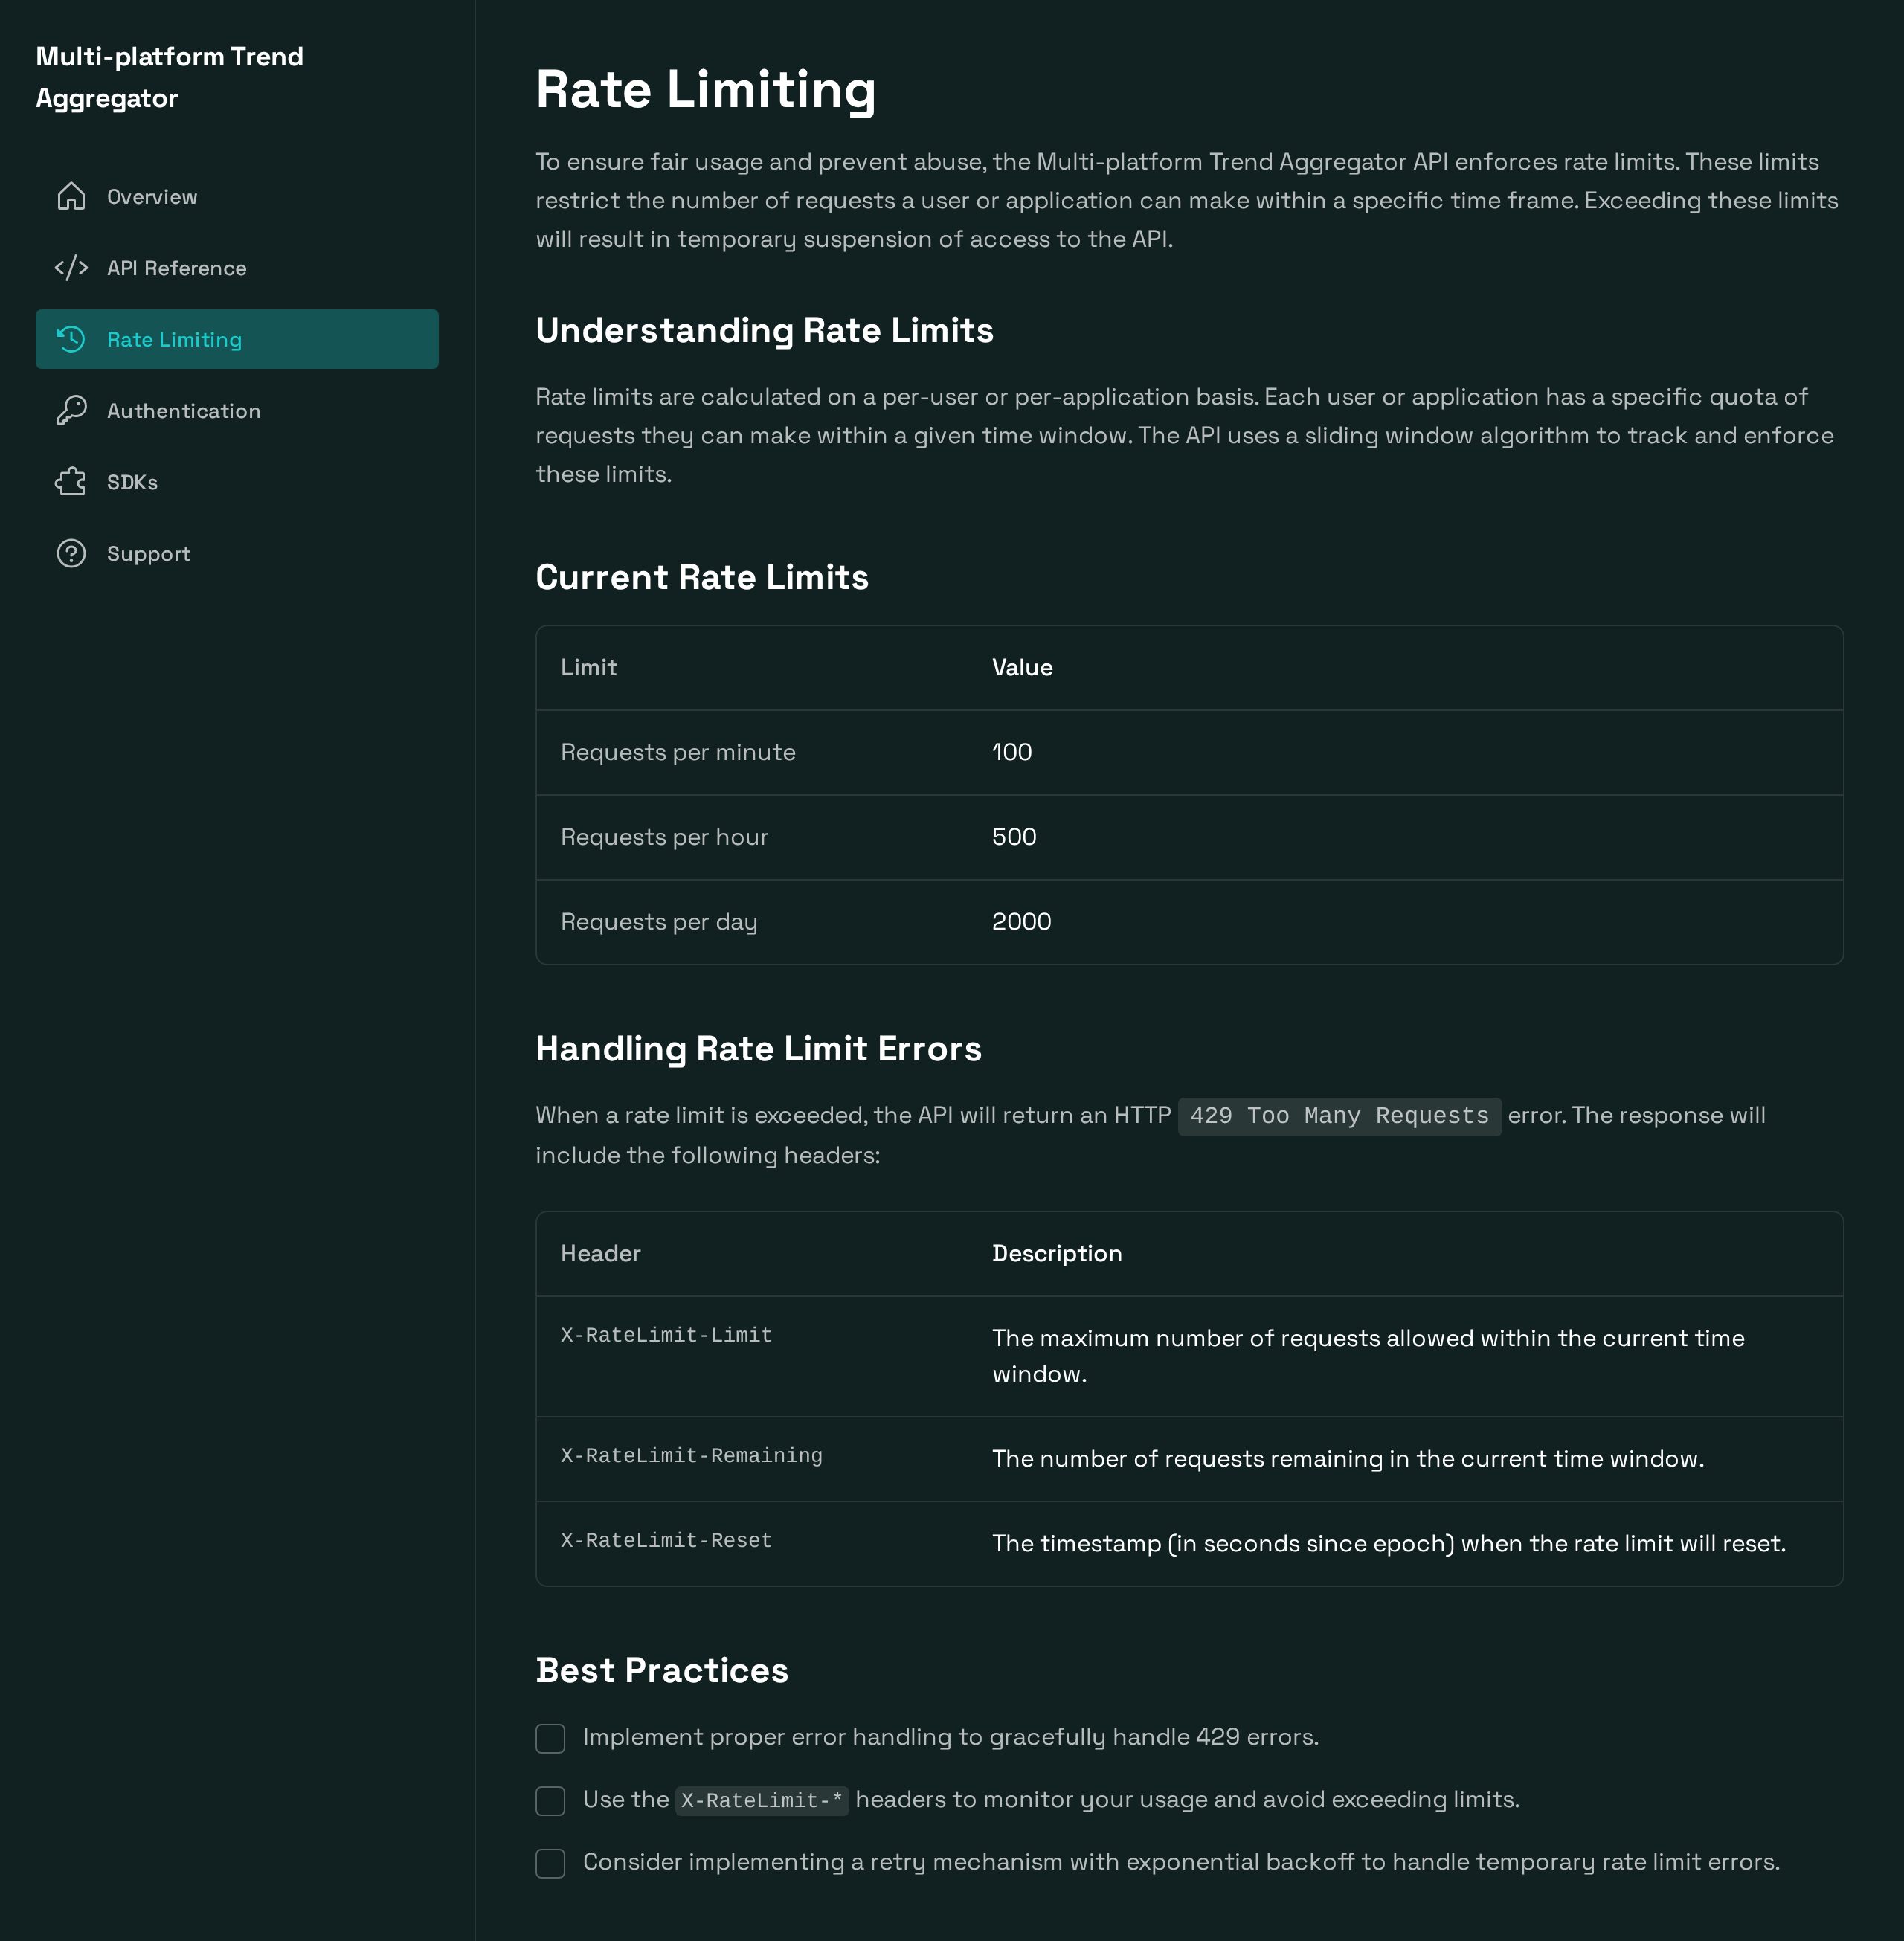 Multi-platform Trend
Aggregator
Overview
API Reference
Rate Limiting
Authentication
SDKs
Support
Rate Limiting
To ensure fair usage and prevent abuse, the Multi-platform Trend Aggregator API enforces rate limits. These limits
restrict the number of requests a user or application can make within a specific time frame. Exceeding these limits
will result in temporary suspension of access to the API.
Understanding Rate Limits
Rate limits are calculated on a per-user or per-application basis. Each user or application has a specific quota of
requests they can make within a given time window. The API uses a sliding window algorithm to track and enforce
these limits.
Current Rate Limits
Limit Value
Requests per minute 100
Requests per hour 500
Requests per day 2000
Handling Rate Limit Errors
When a rate limit is exceeded, the API will return an HTTP 429 Too Many Requests error. The response will
include the following headers:
Header Description
X-RateLimit-Limit The maximum number of requests allowed within the current time
window.
X-RateLimit-Remaining The number of requests remaining in the current time window.
X-RateLimit-Reset The timestamp (in seconds since epoch) when the rate limit will reset.
Best Practices
Implement proper error handling to gracefully handle 429 errors.
Use the X-RateLimit-* headers to monitor your usage and avoid exceeding limits.
Consider implementing a retry mechanism with exponential backoff to handle temporary rate limit errors.